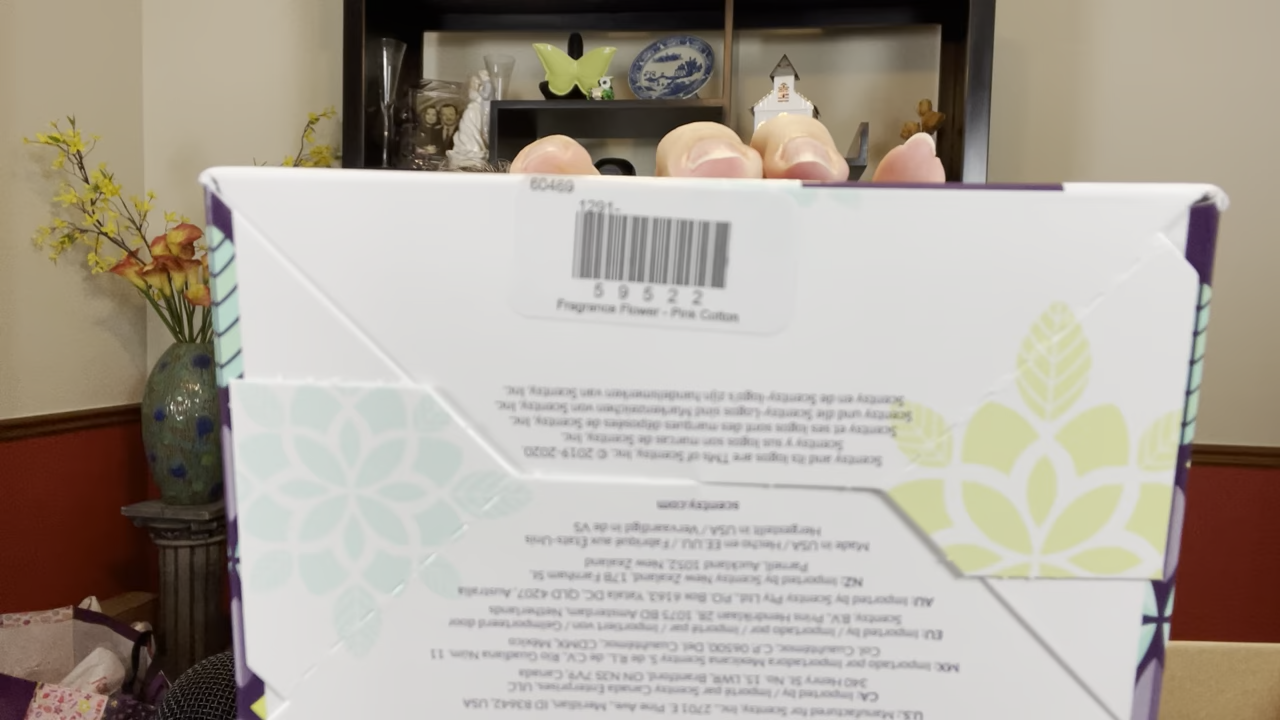 60469
1291-
5 9 5 2 2
Fragrance Flower - Pink Cotton
U.S.: Manufactured for Scentsy, Inc., 2701 E. Pine Ave., Meridian, ID 83642, USA
CA: Imported by / Importé par Scentsy Canada Enterprises, ULC
340 Henry St. No. 15, LWR, Brantford, ON N3S 7V9, Canada
MX: Importado por Importadora Mexicana Scentsy, S. de R.L. de C.V., Río Guadiana Núm. 11
Col. Cuauhtémoc, C.P. 06500, Del. Cuauhtémoc, CDMX, México
EU: Imported by / Importado por / Importé par / Importiert von / Geïmporteerd door
Scentsy, B.V., Prins Hendriklaan 28, 1075 BD Amsterdam, Netherlands
AU: Imported by Scentsy Pty Ltd., P.O. Box 6163, Yatala DC, QLD 4207, Australia
NZ: Imported by Scentsy New Zealand, 17B Farnham St.
Parnell, Auckland 1052, New Zealand
Made in USA / Hecho en EE.UU. / Fabriqué aux États-Unis
Hergestellt in USA / Vervaardigd in de VS
scentsy.com
Scentsy and its logos are TMs of Scentsy, Inc. © 2019-2020
Scentsy y sus logos son marcas de Scentsy, Inc.
Scentsy et ses logos sont des marques déposées de Scentsy, Inc.
Scentsy und die Scentsy-Logos sind Markenzeichen von Scentsy, Inc.
Scentsy en de Scentsy-logo's zijn handelsmerken van Scentsy, Inc.